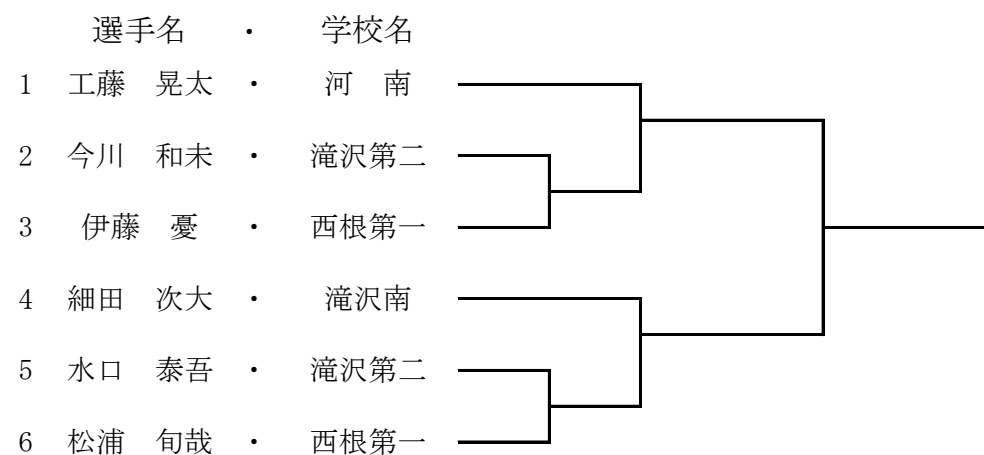 選手名 ・ 学校名
1 工藤　晃太 ・ 河　南
2 今川　和未 ・ 滝沢第二
3 伊藤　憂 ・ 西根第一
4 細田　次大 ・ 滝沢南
5 水口　泰吾 ・ 滝沢第二
6 松浦　旬哉 ・ 西根第一